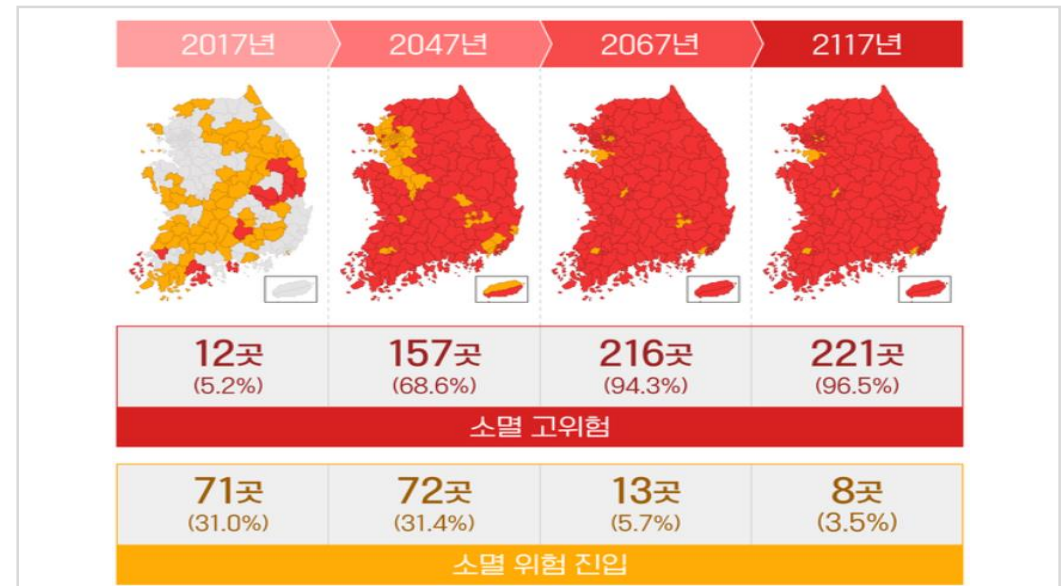 2017년 2047년 2067년 2117년
12곳 157곳 216곳 221곳
(5.2%) (68.6%) (94.3%) (96.5%)
소멸 고위험
71곳 72곳 13곳 8곳
(31.0%) (31.4%) (5.7%) (3.5%)
소멸 위험 진입